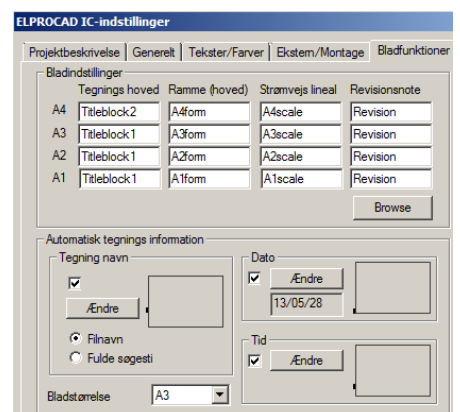 ELPROCAD IC-indstillinger
Projektbeskrivelse Generelt Tekster/Farver Ekstern/Montage Bladfunktioner
Bladindstillinger
Tegnings hoved Ramme (hoved) Strømvejs lineal Revisionsnote
A4 Titleblock2 A4form A4scale Revision
A3 Titleblock1 A3form A3scale Revision
A2 Titleblock1 A2form A2scale Revision
A1 Titleblock1 A1form A1scale Revision
Browse
Automatisk tegnings information
Tegning navn
Ændre
Filnavn
Fulde søgesti
Dato
Ændre
13/05/28
Tid
Ændre
Bladstørrelse A3